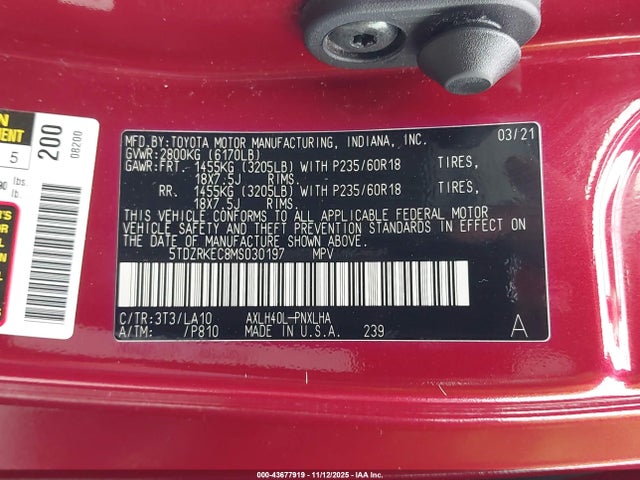 MFD.BY:TOYOTA MOTOR MANUFACTURING, INDIANA, INC. 03/21
GVWR:2800KG (6170LB)
GAWR:FRT. 1455KG (3205LB) WITH P235/60R18 TIRES,
18X7.5J RIMS,
RR. 1455KG (3205LB) WITH P235/60R18 TIRES,
18X7.5J RIMS.
THIS VEHICLE CONFORMS TO ALL APPLICABLE FEDERAL MOTOR
VEHICLE SAFETY AND THEFT PREVENTION STANDARDS IN EFFECT ON
THE DATE OF MANUFACTURE SHOWN ABOVE.
5TDZRKEC8MS030197 MPV
C/TR:3T3/LA10 AXLH40L-PNXLHA
A/TM: /P810 MADE IN U.S.A. 239 A
200
08200
5
lbs
lb.
000-43677919 - 11/12/2025 - IAA Inc.